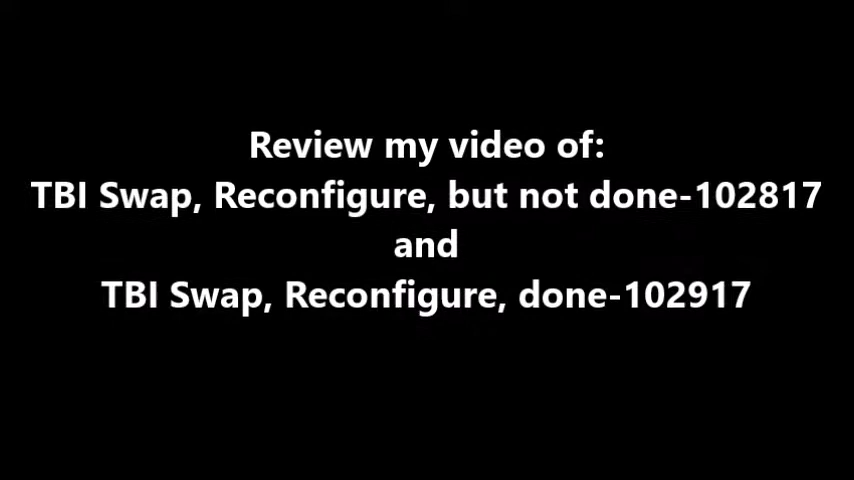 Review my video of:
TBI Swap, Reconfigure, but not done-102817
and
TBI Swap, Reconfigure, done-102917